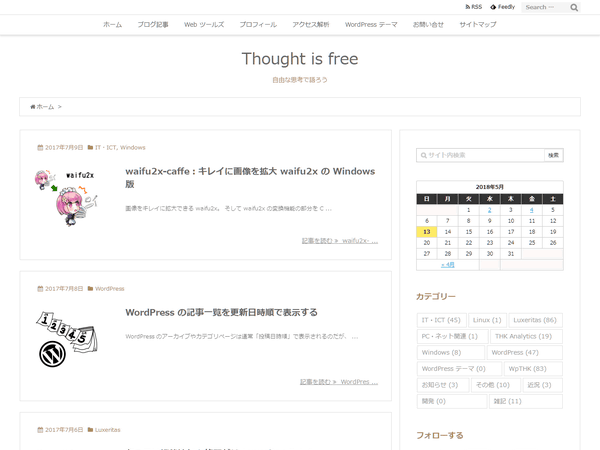 RSS Feedly Search …
ホーム ブログ記事 Web ツールズ プロフィール アクセス解析 WordPress テーマ お問い合せ サイトマップ
Thought is free
自由な思考で語ろう
ホーム >
2017年7月9日 IT・ICT, Windows
waifu2x
waifu2x-caffe : キレイに画像を拡大 waifu2x の Windows
版
画像をキレイに拡大できる waifu2x。 そして waifu2x の変換機能の部分を C …
記事を読む » waifu2x- …
2017年7月8日 WordPress
1 2 3 4 5
WordPress の記事一覧を更新日時順で表示する
WordPress のアーカイブやカテゴリページは通常「投稿日時順」で表示されるのだが、 …
記事を読む » WordPres …
2017年7月6日 Luxeritas
サイト内検索 検索
2018年5月
日 月 火 水 木 金 土
1 2 3 4 5
6 7 8 9 10 11 12
13 14 15 16 17 18 19
20 21 22 23 24 25 26
27 28 29 30 31
« 4月
カテゴリー
IT・ICT (45) Linux (1) Luxeritas (86)
PC・ネット関連 (1) THK Analytics (19)
Windows (8) WordPress (47)
WordPress テーマ (0) WpTHK (83)
お知らせ (3) その他 (10)近況 (3)
開発 (0) 雑記 (11)
フォローする